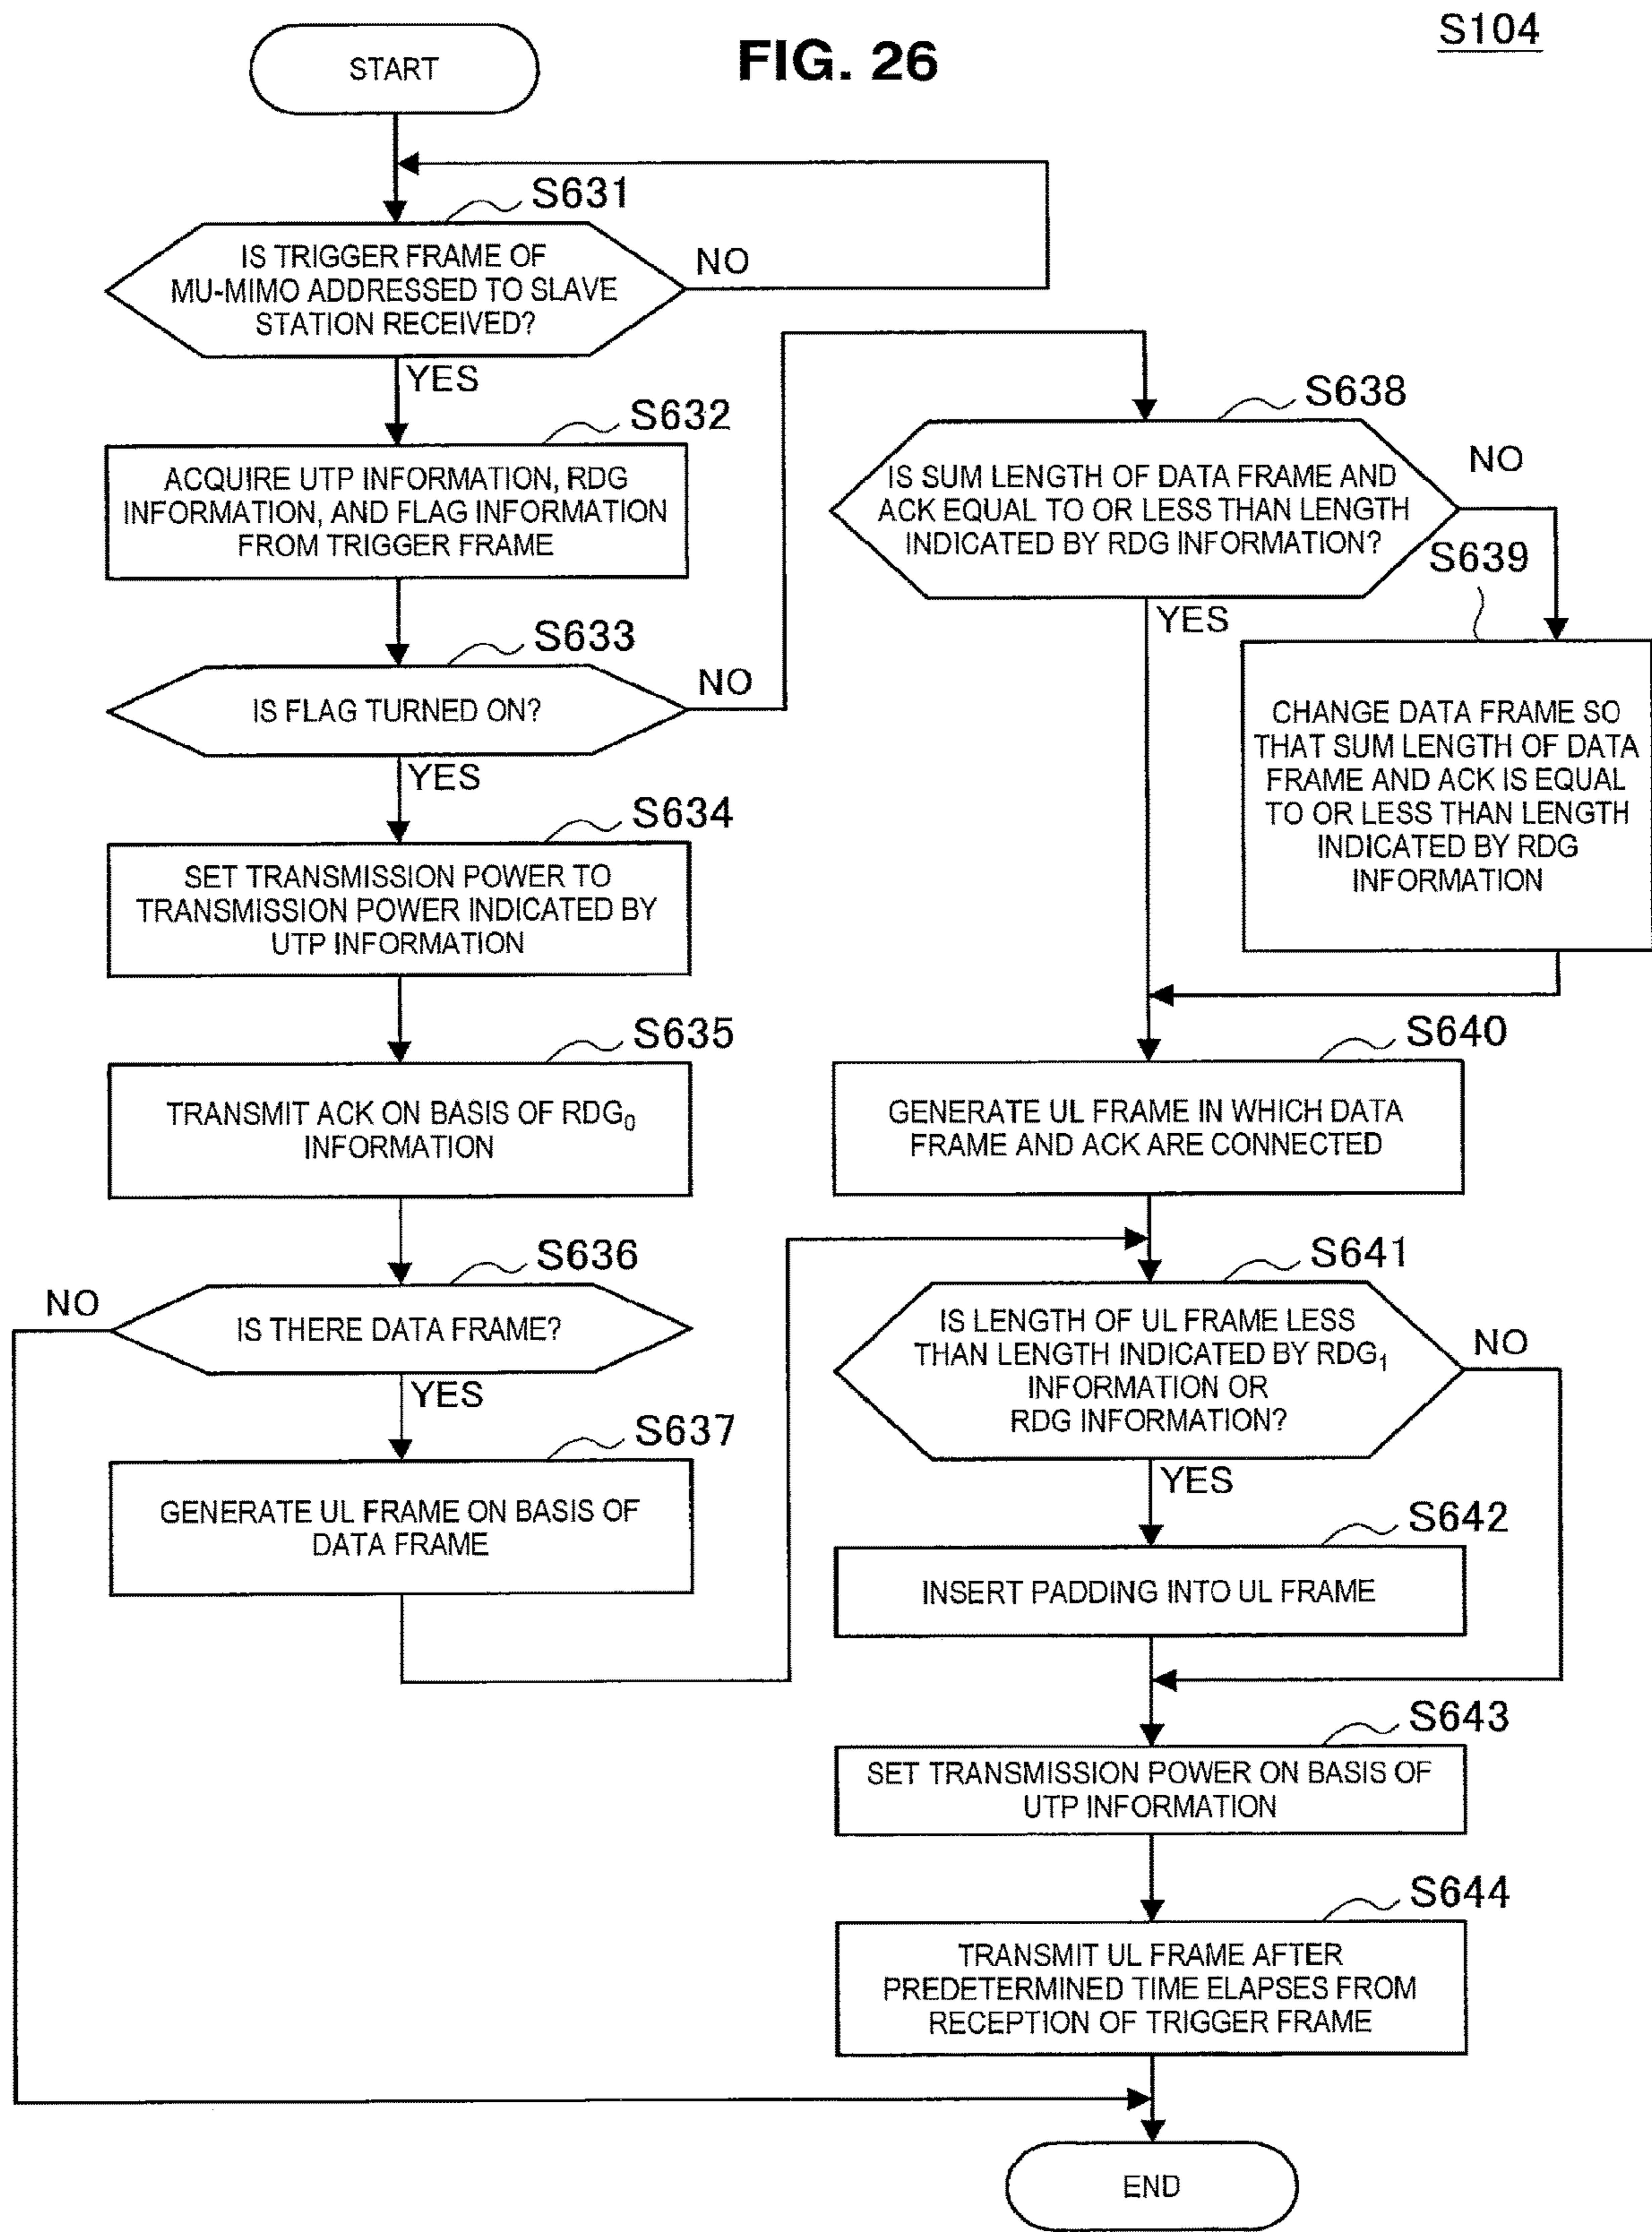 S104
FIG. 26
START
S631
IS TRIGGER FRAME OF
MU-MIMO ADDRESSED TO SLAVE
STATION RECEIVED?
NO
YES
S632
ACQUIRE UTP INFORMATION, RDG
INFORMATION, AND FLAG INFORMATION
FROM TRIGGER FRAME
S633
IS FLAG TURNED ON?
NO
YES
S634
SET TRANSMISSION POWER TO
TRANSMISSION POWER INDICATED BY
UTP INFORMATION
S635
TRANSMIT ACK ON BASIS OF RDG₀
INFORMATION
S636
NO
IS THERE DATA FRAME?
YES
S637
GENERATE UL FRAME ON BASIS OF
DATA FRAME
S638
IS SUM LENGTH OF DATA FRAME AND
ACK EQUAL TO OR LESS THAN LENGTH
INDICATED BY RDG INFORMATION?
NO
YES
S639
CHANGE DATA FRAME SO
THAT SUM LENGTH OF DATA
FRAME AND ACK IS EQUAL
TO OR LESS THAN LENGTH
INDICATED BY RDG
INFORMATION
S640
GENERATE UL FRAME IN WHICH DATA
FRAME AND ACK ARE CONNECTED
S641
IS LENGTH OF UL FRAME LESS
THAN LENGTH INDICATED BY RDG₁
INFORMATION OR
RDG INFORMATION?
NO
YES
S642
INSERT PADDING INTO UL FRAME
S643
SET TRANSMISSION POWER ON BASIS OF
UTP INFORMATION
S644
TRANSMIT UL FRAME AFTER
PREDETERMINED TIME ELAPSES FROM
RECEPTION OF TRIGGER FRAME
END